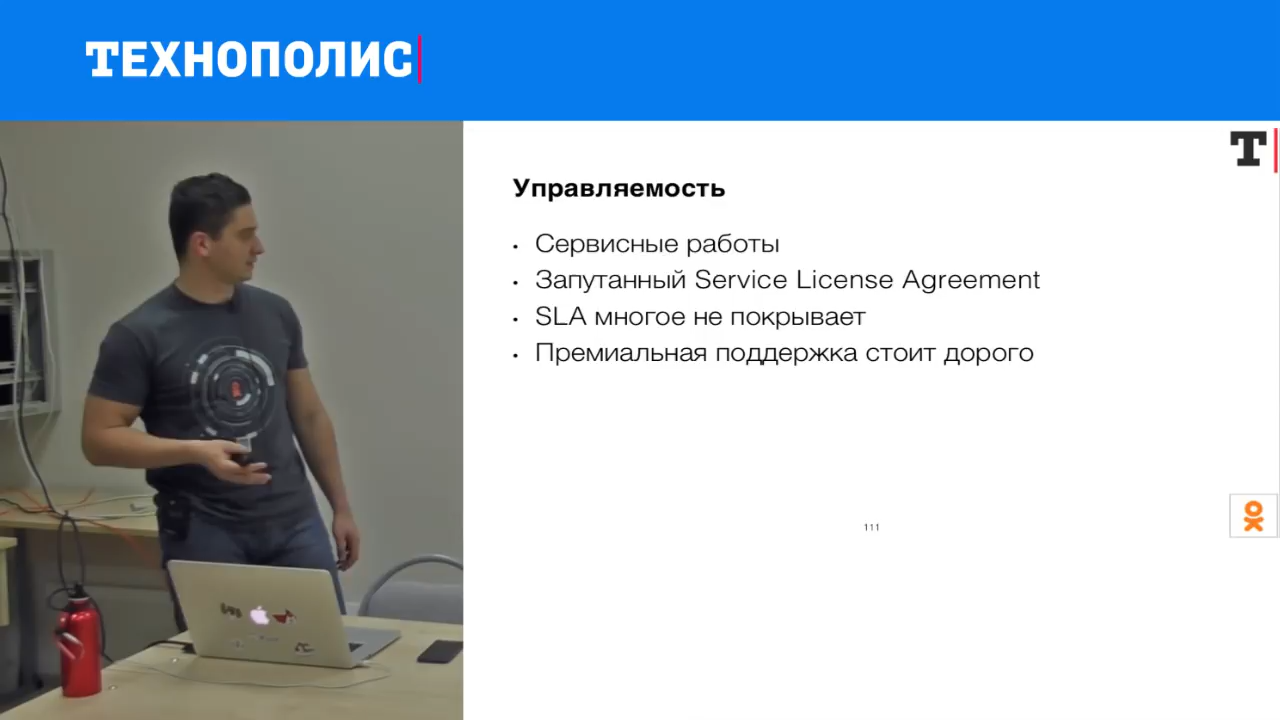 ТЕХНОПОЛИС
Т
Управляемость
• Сервисные работы
• Запутанный Service License Agreement
• SLA многое не покрывает
• Премиальная поддержка стоит дорого
111